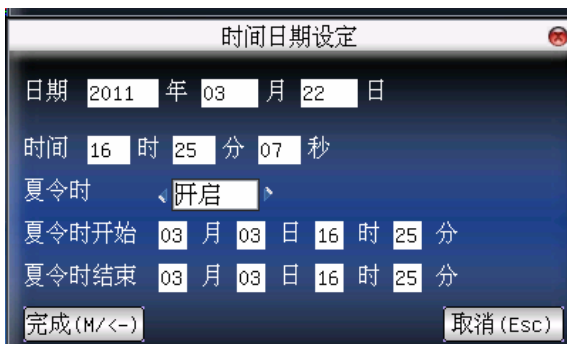 时间日期设定
日期 2011 年 03 月 22 日
时间 16 时 25 分 07 秒
夏令时 开启
夏令时开始 03 月 03 日 16 时 25 分
夏令时结束 03 月 03 日 16 时 25 分
完成(M/<-) 取消(Esc)